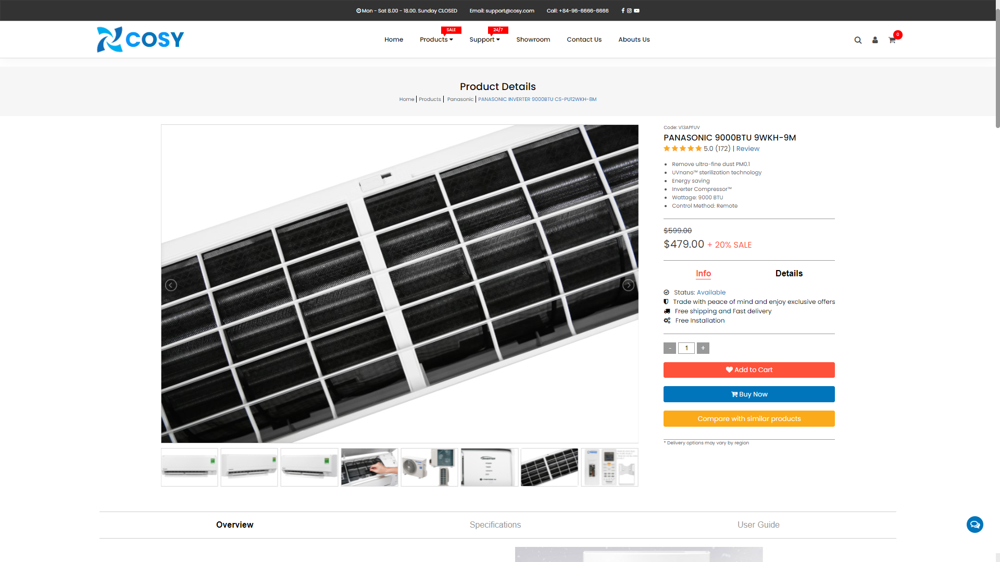 Mon - Sat 8.00 - 18.00. Sunday CLOSED
Email: support@cosy.com
Call: +84-96-6666-6666
COSY
Home
Products
SALE
Support
24/7
Showroom
Contact Us
Abouts Us
0
Product Details
Home
Products
Panasonic
PANASONIC INVERTER 9000BTU CS-PU12WKH-8M
Code: V13APFUV
PANASONIC 9000BTU 9WKH-9M
5.0 (172) | Review
Remove ultra-fine dust PM0.1
UVnano™ sterilization technology
Energy saving
Inverter Compressor™
Wattage: 9000 BTU
Control Method: Remote
$599.00
$479.00 + 20% SALE
Info
Details
Status: Available
Trade with peace of mind and enjoy exclusive offers
Free shipping and Fast delivery
Free Installation
- 1 +
Add to Cart
Buy Now
Compare with similar products
* Delivery options may vary by region
INVERTER
Overview
Specifications
User Guide